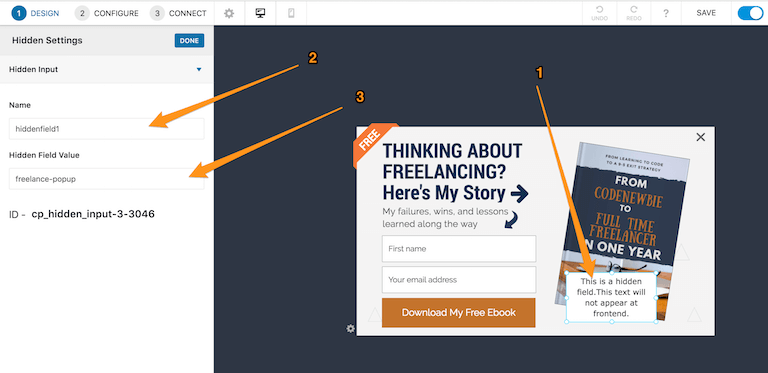 1 DESIGN 2 CONFIGURE 3 CONNECT
UNDO REDO ? SAVE
Hidden Settings DONE
Hidden Input
Name
hiddenfield1
Hidden Field Value
freelance-popup
ID - cp_hidden_input-3-3046
2
3
1
FREE
THINKING ABOUT
FREELANCING?
Here's My Story
My failures, wins, and lessons
learned along the way
First name
Your email address
Download My Free Ebook
FROM LEARNING TO CODE
TO A 9-5 EXIT STRATEGY
FROM
CODENEWBIE
TO
FULL TIME
FREELANCER
IN ONE YEAR
This is a hidden
field.This text will
not appear at
frontend.